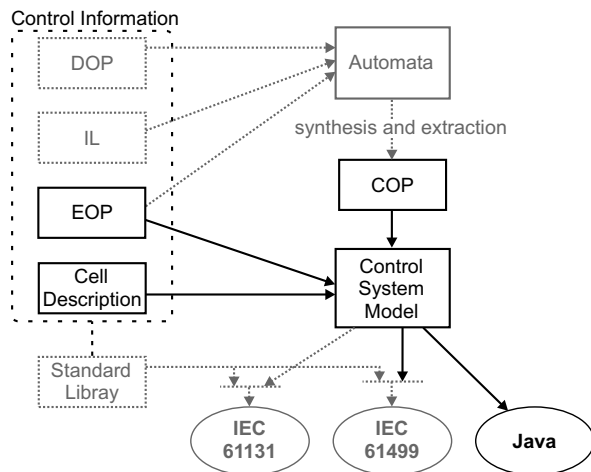 Control Information
DOP
Automata
IL
synthesis and extraction
EOP
COP
Cell
Description
Control
System
Model
Standard
Libray
IEC
61131
IEC
61499
Java